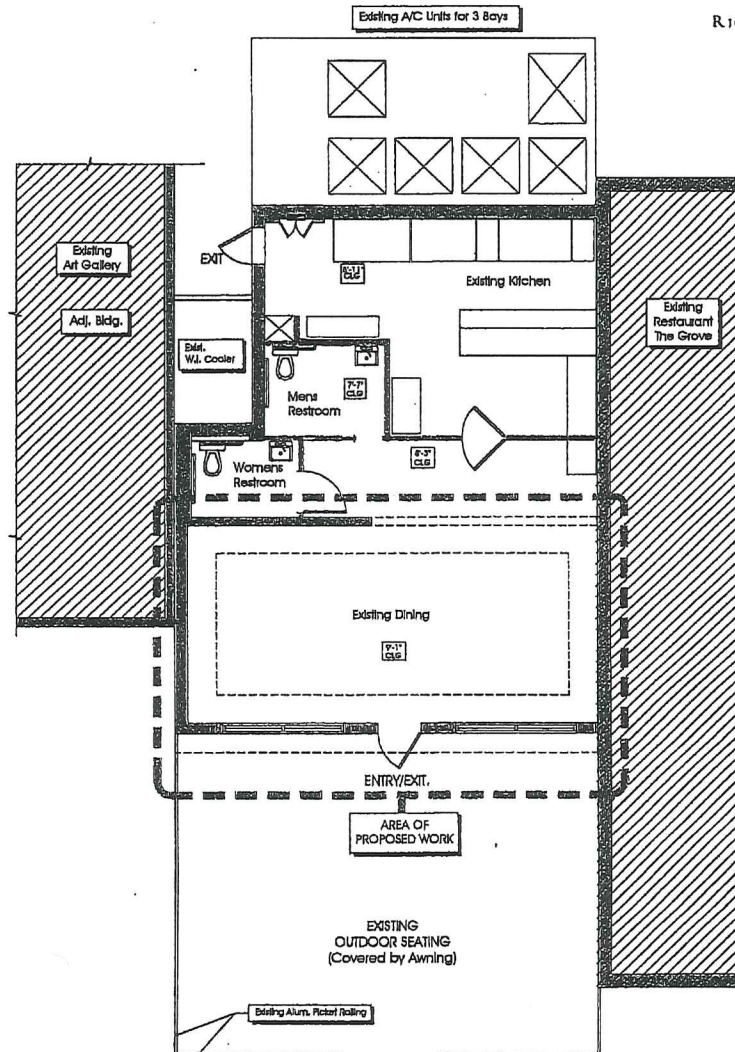 Existing A/C Units for 3 Bays
EXIT
Existing
Art Gallery
Adj. Bldg.
CLG
Existing Kitchen
Existing
Restaurant
The Grove
Exist.
W.I. Cooler
Mens
Restroom
7'-7"
CLG
Womens
Restroom
CLG
Existing Dining
9'-1"
CLG
ENTRY/EXIT.
AREA OF
PROPOSED WORK
EXISTING
OUTDOOR SEATING
(Covered by Awning)
Existing Alum. Picket Railing